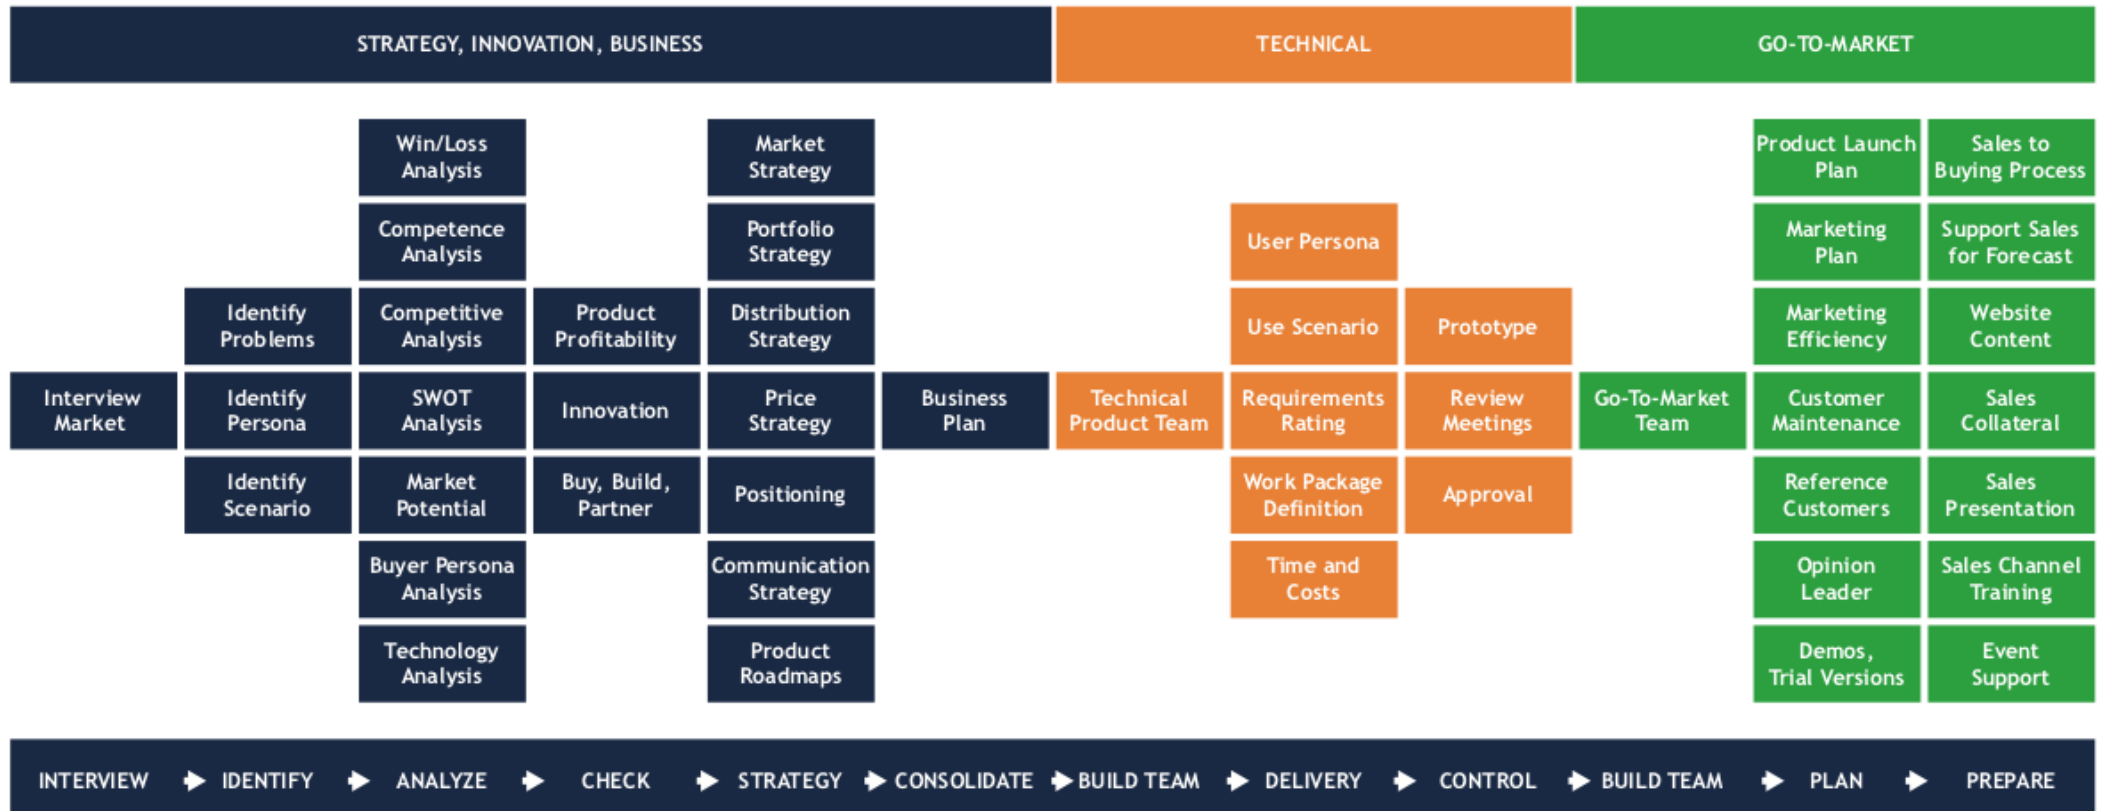 STRATEGY, INNOVATION, BUSINESS
TECHNICAL
GO-TO-MARKET
Interview
Market
Identify
Problems
Identify
Persona
Identify
Scenario
Win/Loss
Analysis
Competence
Analysis
Competitive
Analysis
SWOT
Analysis
Market
Potential
Buyer Persona
Analysis
Technology
Analysis
Product
Profitability
Innovation
Buy, Build,
Partner
Market
Strategy
Portfolio
Strategy
Distribution
Strategy
Price
Strategy
Positioning
Communication
Strategy
Product
Roadmaps
Business
Plan
Technical
Product Team
User Persona
Use Scenario
Requirements
Rating
Work Package
Definition
Time and
Costs
Prototype
Review
Meetings
Approval
Go-To-Market
Team
Product Launch
Plan
Marketing
Plan
Marketing
Efficiency
Customer
Maintenance
Reference
Customers
Opinion
Leader
Demos,
Trial Versions
Sales to
Buying Process
Support Sales
for Forecast
Website
Content
Sales
Collateral
Sales
Presentation
Sales Channel
Training
Event
Support
INTERVIEW
IDENTIFY
ANALYZE
CHECK
STRATEGY
CONSOLIDATE
BUILD TEAM
DELIVERY
CONTROL
BUILD TEAM
PLAN
PREPARE